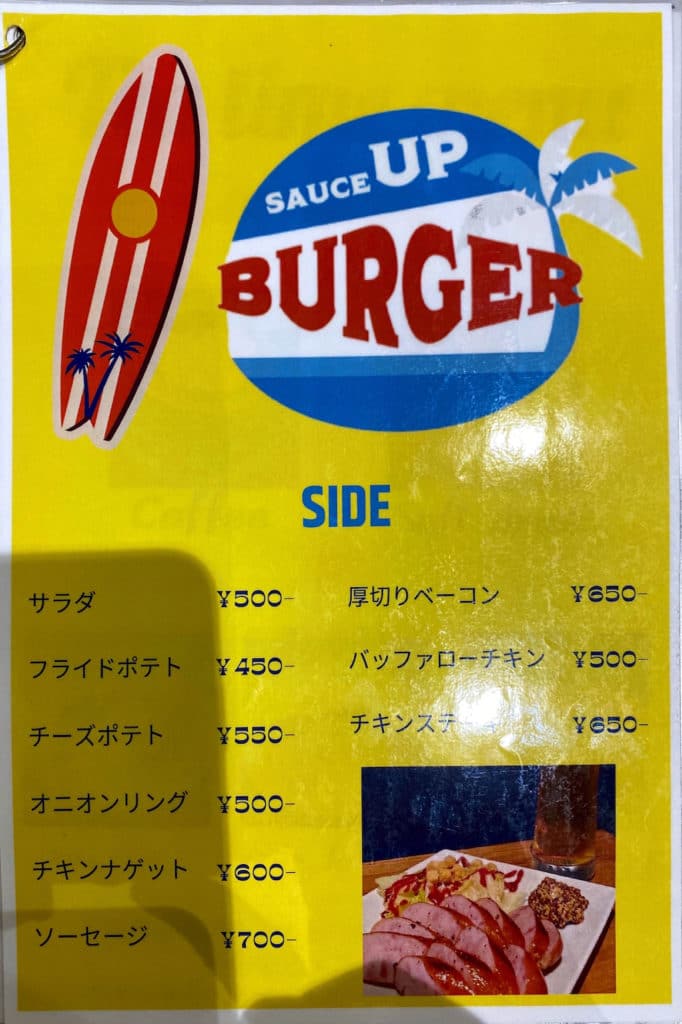 SAUCE UP
BURGER
SIDE
サラダ ¥500-
フライドポテト ¥450-
チーズポテト ¥550-
オニオンリング ¥500-
チキンナゲット ¥600-
ソーセージ ¥700-
厚切りベーコン ¥650-
バッファローチキン ¥500-
¥650-